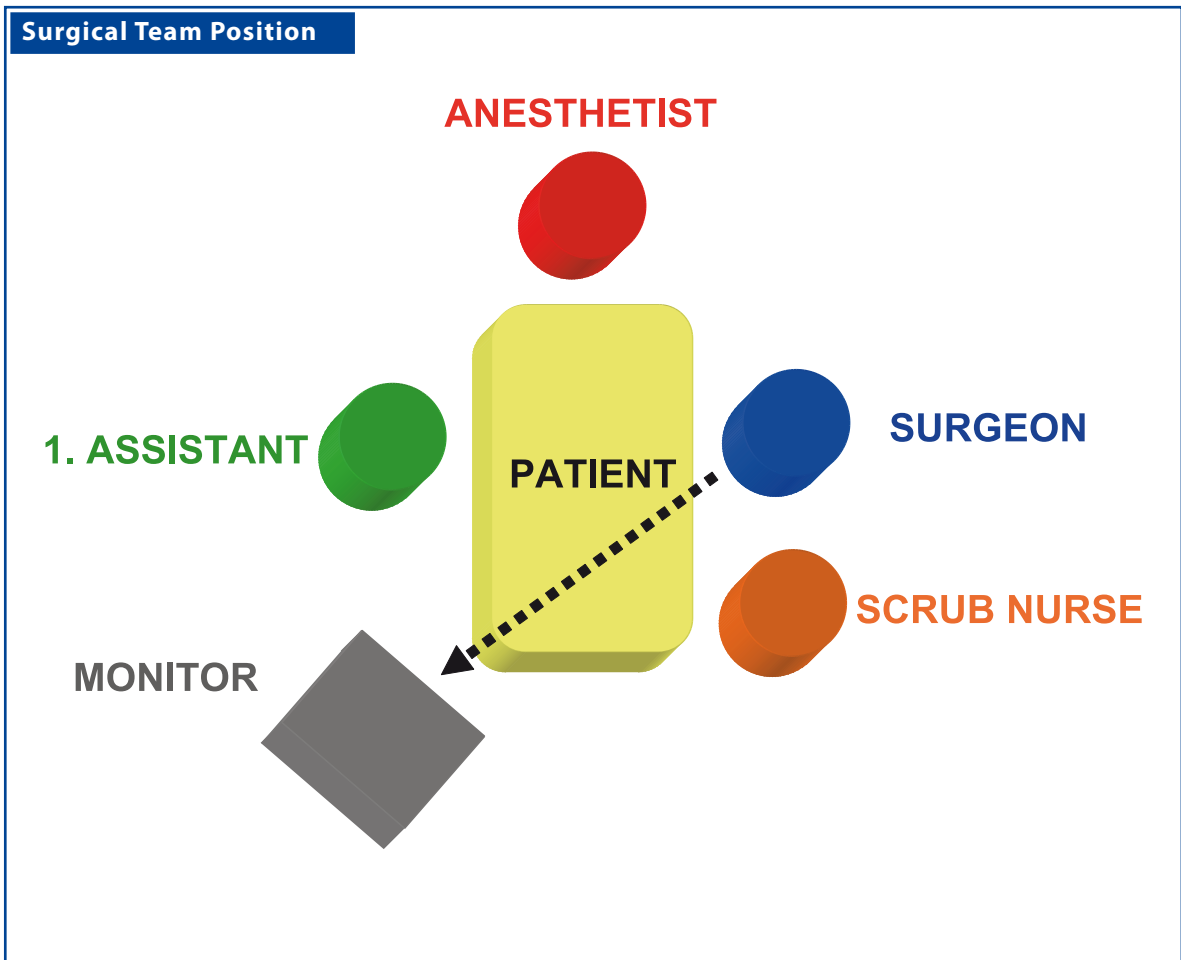 Surgical Team Position
ANESTHETIST
SURGEON
1. ASSISTANT
PATIENT
SCRUB NURSE
MONITOR